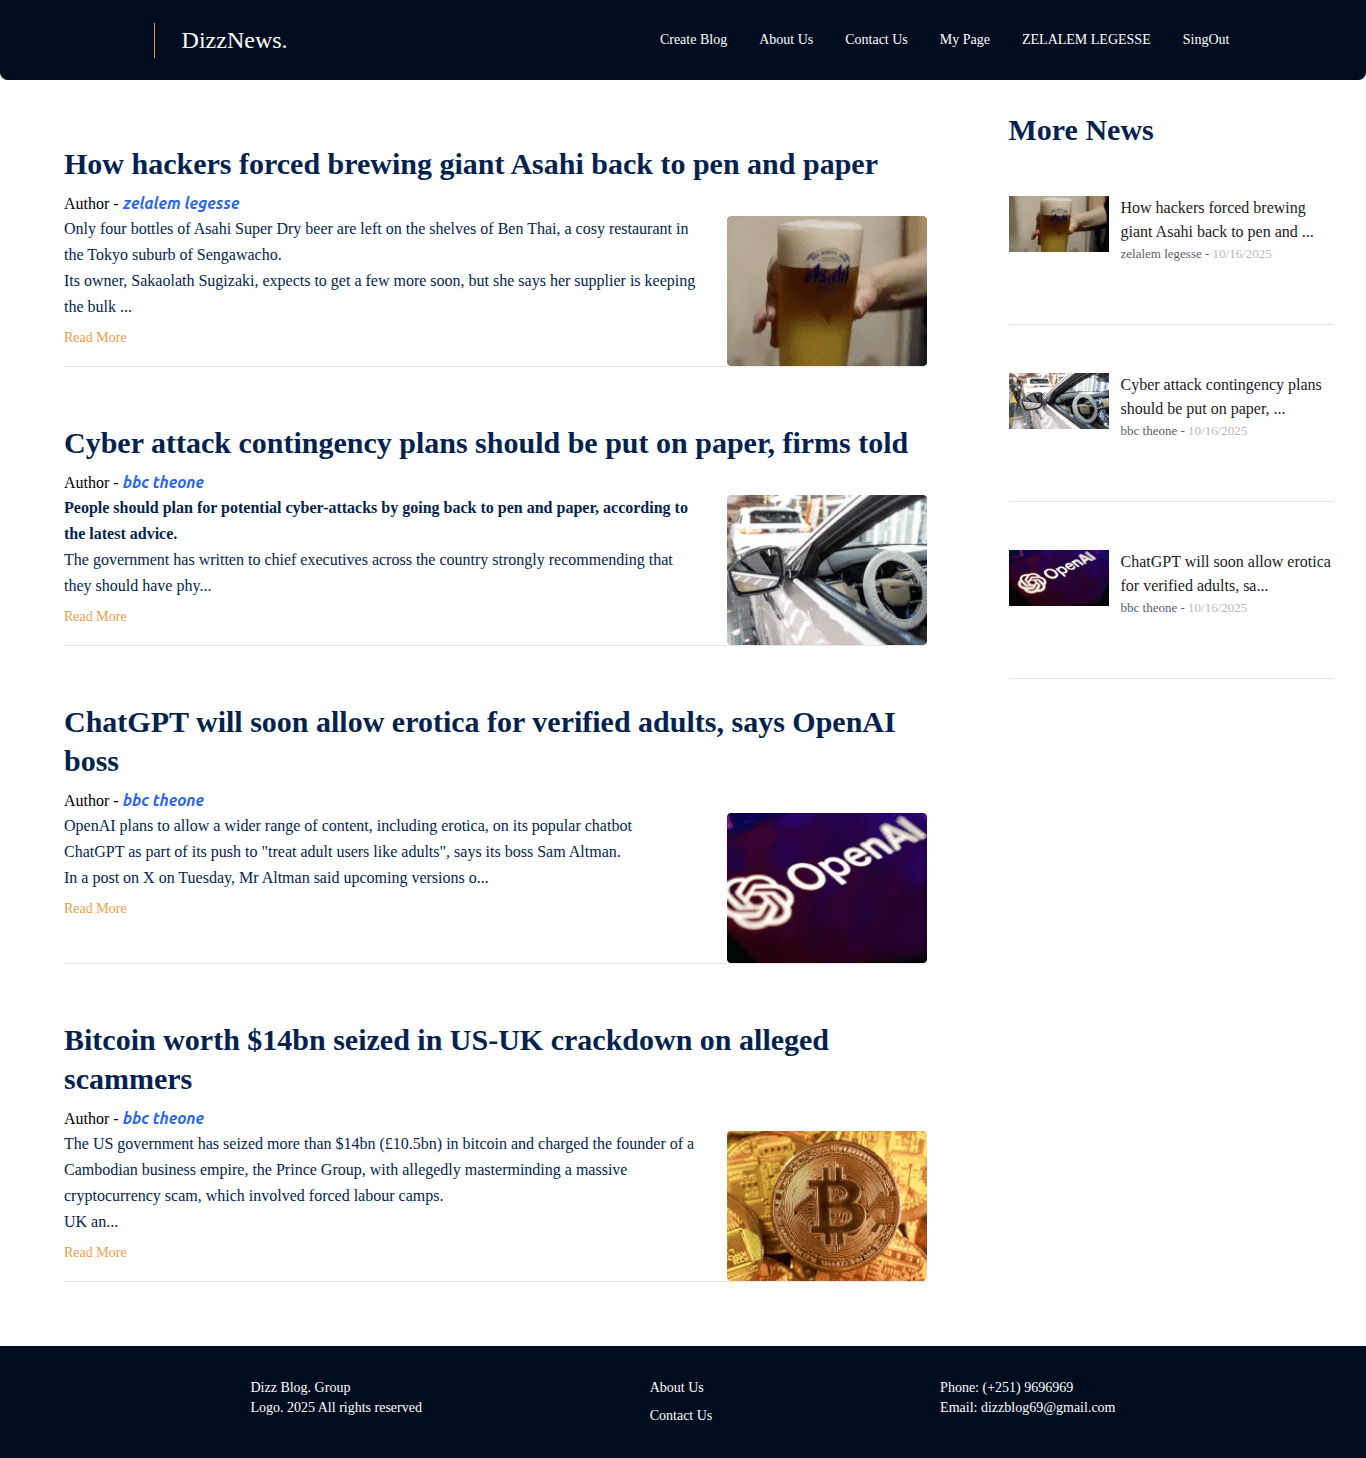 DizzNews.
Create Blog
About Us
Contact Us
My Page
ZELALEM LEGESSE
SingOut
How hackers forced brewing giant Asahi back to pen and paper
Author - zelalem legesse
Only four bottles of Asahi Super Dry beer are left on the shelves of Ben Thai, a cosy restaurant in
the Tokyo suburb of Sengawacho.
Its owner, Sakaolath Sugizaki, expects to get a few more soon, but she says her supplier is keeping
the bulk ...
Read More
Asahi
Cyber attack contingency plans should be put on paper, firms told
Author - bbc theone
People should plan for potential cyber-attacks by going back to pen and paper, according to
the latest advice.
The government has written to chief executives across the country strongly recommending that
they should have phy...
Read More
ChatGPT will soon allow erotica for verified adults, says OpenAI
boss
Author - bbc theone
OpenAI plans to allow a wider range of content, including erotica, on its popular chatbot
ChatGPT as part of its push to "treat adult users like adults", says its boss Sam Altman.
In a post on X on Tuesday, Mr Altman said upcoming versions o...
Read More
OpenAI
Bitcoin worth $14bn seized in US-UK crackdown on alleged
scammers
Author - bbc theone
The US government has seized more than $14bn (£10.5bn) in bitcoin and charged the founder of a
Cambodian business empire, the Prince Group, with allegedly masterminding a massive
cryptocurrency scam, which involved forced labour camps.
UK an...
Read More
More News
How hackers forced brewing
giant Asahi back to pen and ...
zelalem legesse - 10/16/2025
Cyber attack contingency plans
should be put on paper, ...
bbc theone - 10/16/2025
OpenAI
ChatGPT will soon allow erotica
for verified adults, sa...
bbc theone - 10/16/2025
Dizz Blog. Group
Logo. 2025 All rights reserved
About Us
Contact Us
Phone: (+251) 9696969
Email: dizzblog69@gmail.com